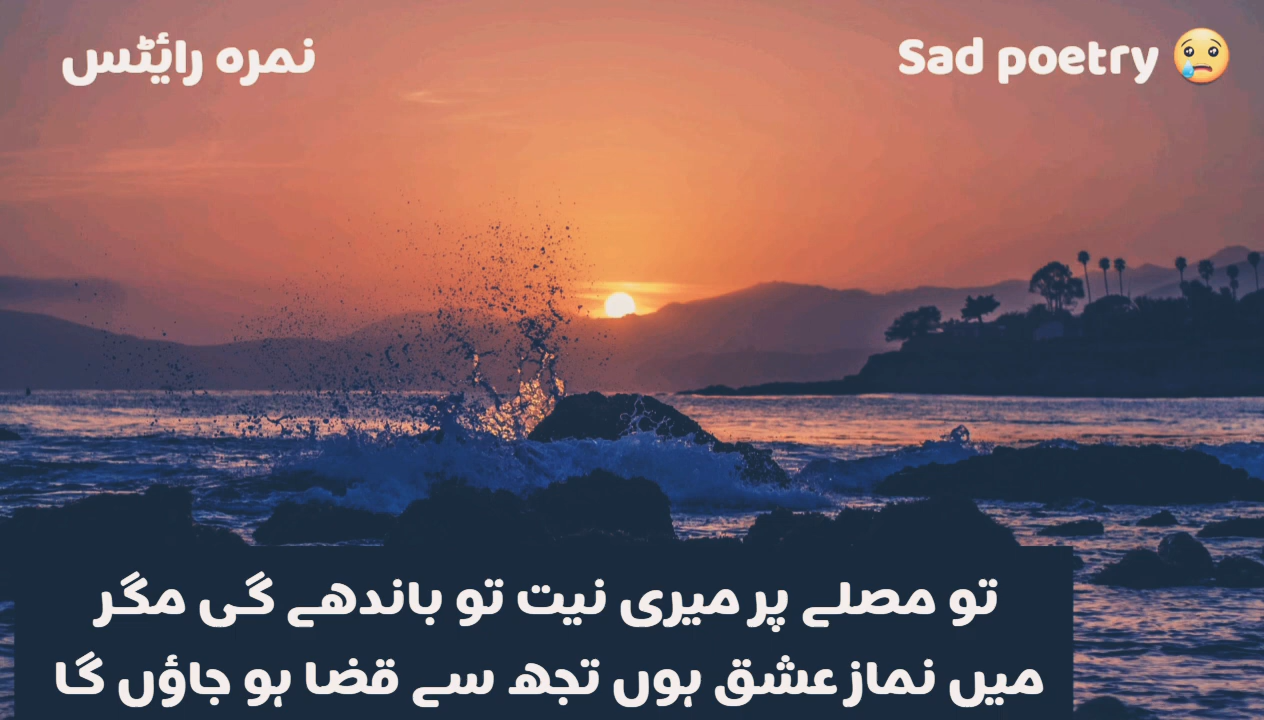 Sad poetry 😢
نمرہ رائٹس
تو مصلے پر میری نیت تو باندھے گی مگر
میں نماز عشق ہوں تجھ سے قضا ہو جاؤں گا